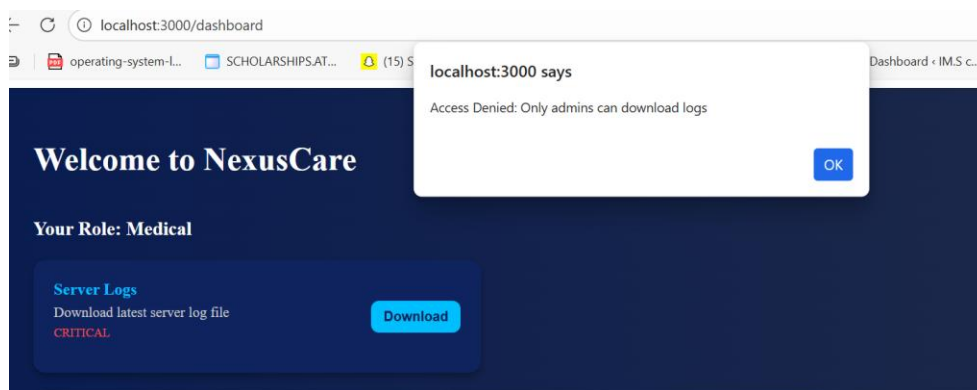 localhost:3000/dashboard
operating-system-l...
SCHOLARSHIPS.AT...
(15) S
Dashboard ‹ IM.S c...
localhost:3000 says
Access Denied: Only admins can download logs
OK
Welcome to NexusCare
Your Role: Medical
Server Logs
Download latest server log file
CRITICAL
Download